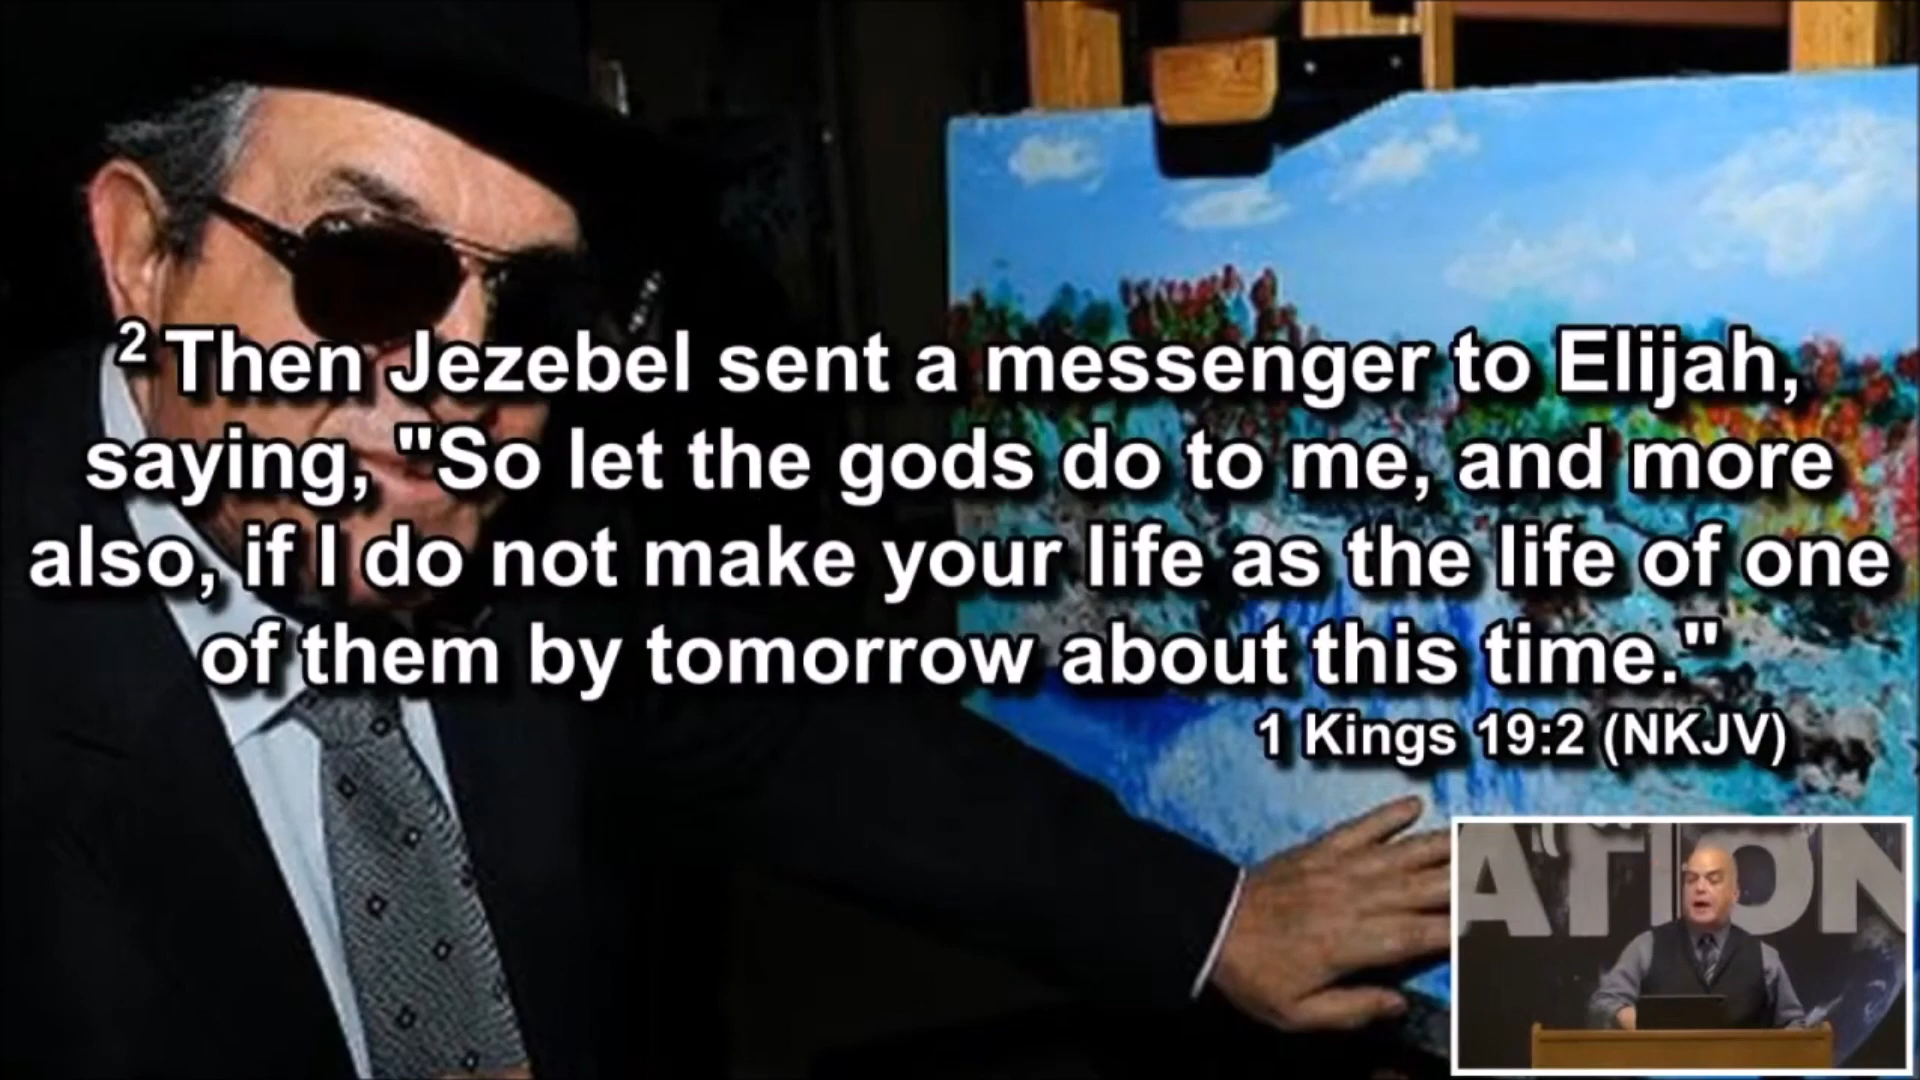 ² Then Jezebel sent a messenger to Elijah,
saying, "So let the gods do to me, and more
also, if I do not make your life as the life of one
of them by tomorrow about this time."
1 Kings 19:2 (NKJV)
ATION